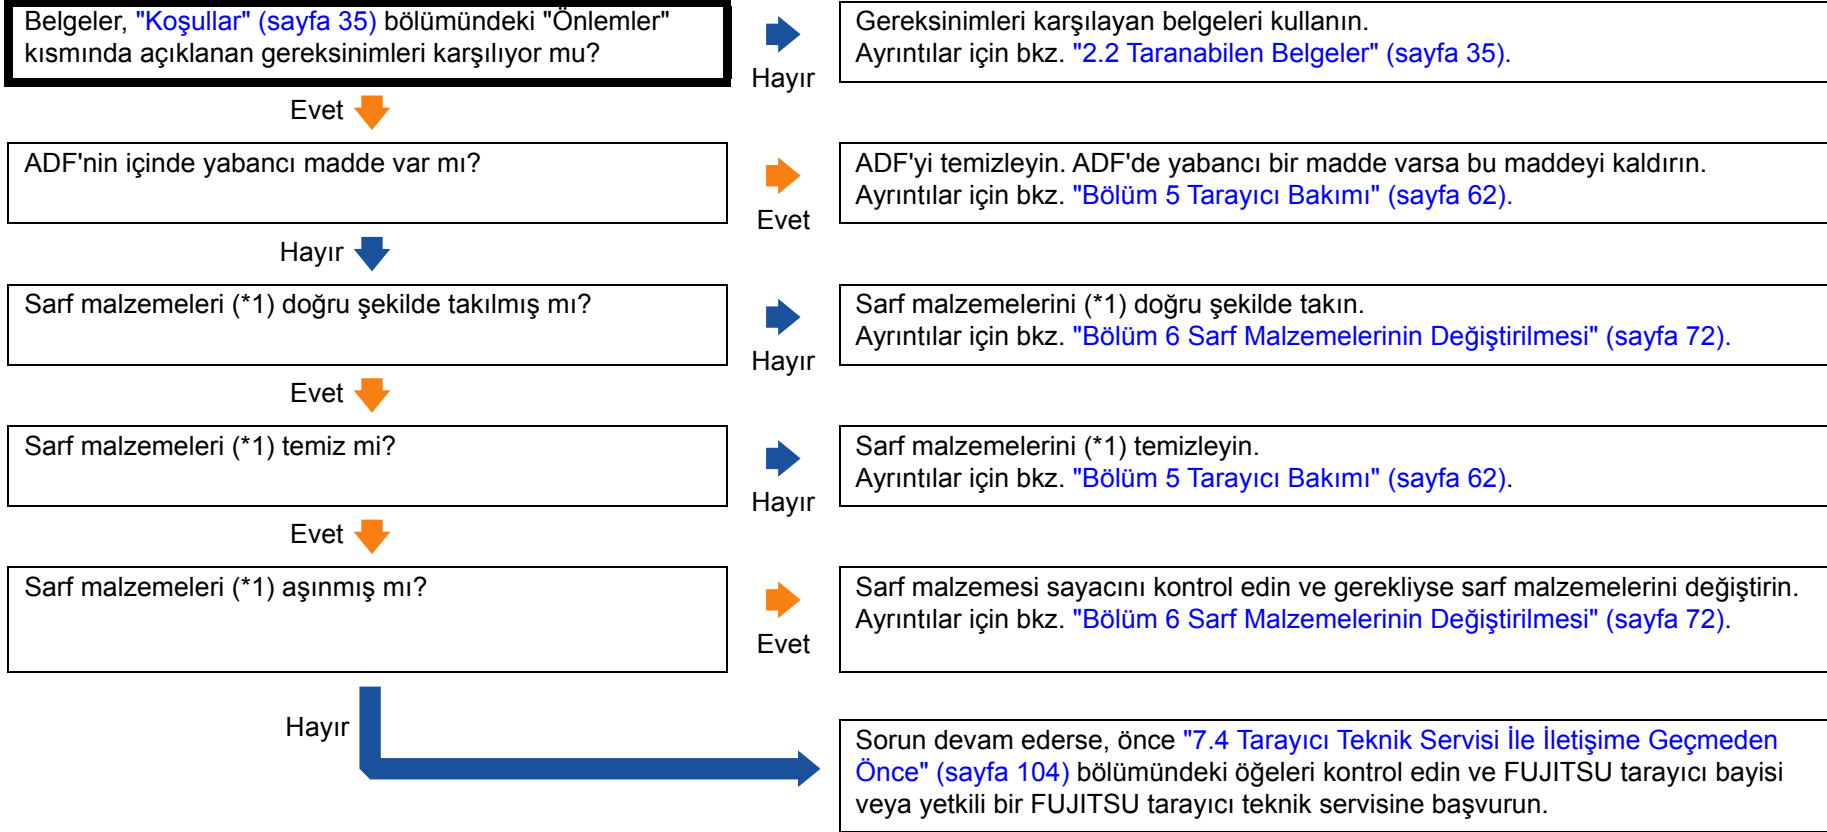 Belgeler, "Koşullar" (sayfa 35) bölümündeki "Önlemler"
kısmında açıklanan gereksinimleri karşılıyor mu?
Hayır
Gereksinimleri karşılayan belgeleri kullanın.
Ayrıntılar için bkz. "2.2 Taranabilen Belgeler" (sayfa 35).
Evet
ADF'nin içinde yabancı madde var mı?
Evet
ADF'yi temizleyin. ADF'de yabancı bir madde varsa bu maddeyi kaldırın.
Ayrıntılar için bkz. "Bölüm 5 Tarayıcı Bakımı" (sayfa 62).
Hayır
Sarf malzemeleri (*1) doğru şekilde takılmış mı?
Hayır
Sarf malzemelerini (*1) doğru şekilde takın.
Ayrıntılar için bkz. "Bölüm 6 Sarf Malzemelerinin Değiştirilmesi" (sayfa 72).
Evet
Sarf malzemeleri (*1) temiz mi?
Hayır
Sarf malzemelerini (*1) temizleyin.
Ayrıntılar için bkz. "Bölüm 5 Tarayıcı Bakımı" (sayfa 62).
Evet
Sarf malzemeleri (*1) aşınmış mı?
Evet
Sarf malzemesi sayacını kontrol edin ve gerekliyse sarf malzemelerini değiştirin.
Ayrıntılar için bkz. "Bölüm 6 Sarf Malzemelerinin Değiştirilmesi" (sayfa 72).
Hayır
Sorun devam ederse, önce "7.4 Tarayıcı Teknik Servisi İle İletişime Geçmeden
Önce" (sayfa 104) bölümündeki öğeleri kontrol edin ve FUJITSU tarayıcı bayisi
veya yetkili bir FUJITSU tarayıcı teknik servisine başvurun.